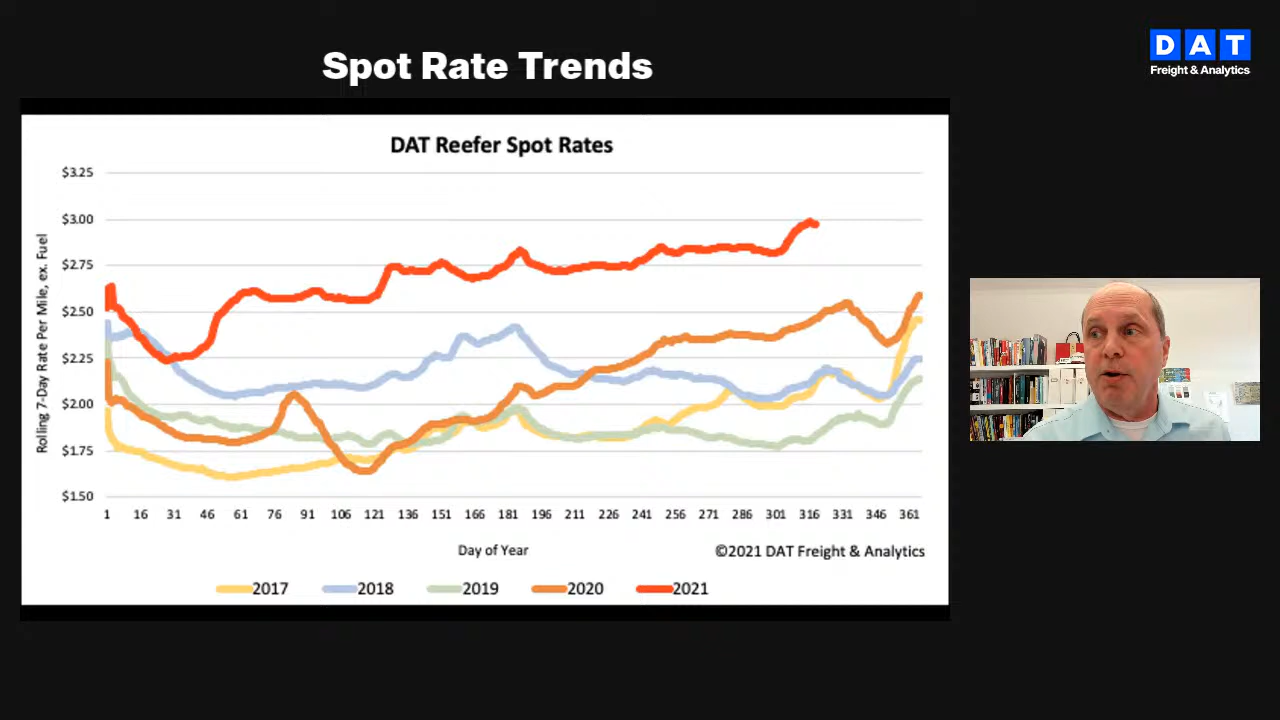 Spot Rate Trends
DAT
Freight & Analytics
DAT Reefer Spot Rates
Rolling 7-Day Rate Per Mile, ex. Fuel
$3.25
$3.00
$2.75
$2.50
$2.25
$2.00
$1.75
$1.50
1 16 31 46 61 76 91 106 121 136 151 166 181 196 211 226 241 256 271 286 301 316 331 346 361
Day of Year
©2021 DAT Freight & Analytics
2017 2018 2019 2020 2021